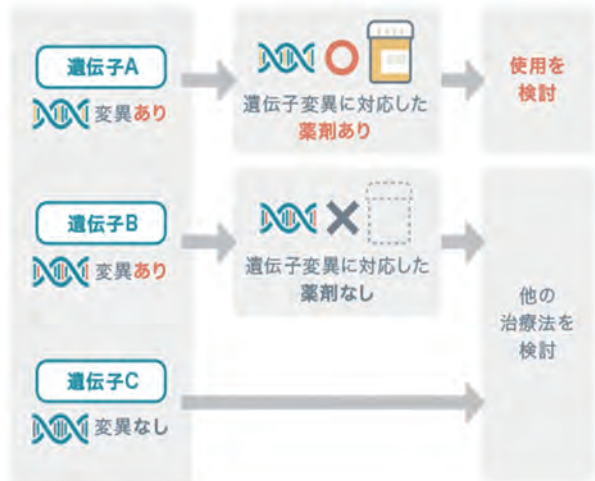 遺伝子A
変異あり
遺伝子変異に対応した
薬剤あり
使用を
検討
遺伝子B
変異あり
遺伝子変異に対応した
薬剤なし
他の
治療法を
検討
遺伝子C
変異なし